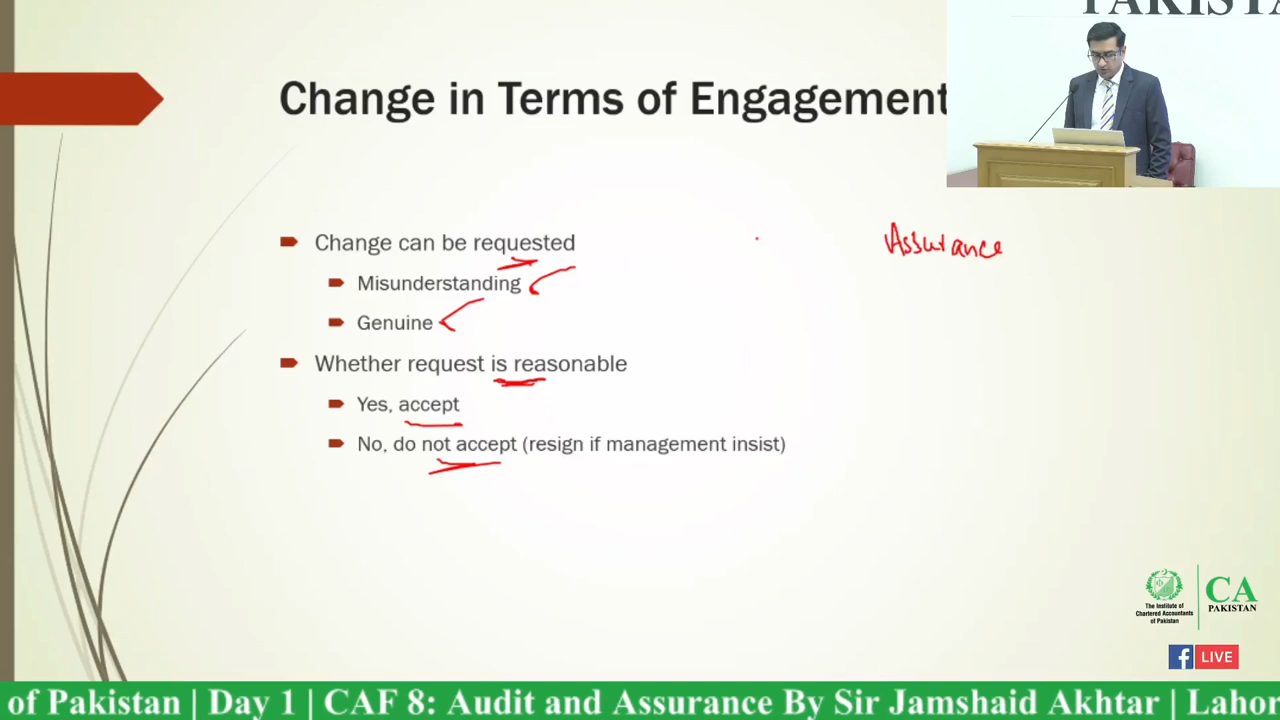 PAKISTA
Change in Terms of Engagement
Change can be requested
Assurance
Misunderstanding
Genuine
Whether request is reasonable
Yes, accept
No, do not accept (resign if management insist)
The Institute of
Chartered Accountants
of Pakistan
CA
PAKISTAN
f LIVE
of Pakistan | Day 1 | CAF 8: Audit and Assurance By Sir Jamshaid Akhtar | Lahor